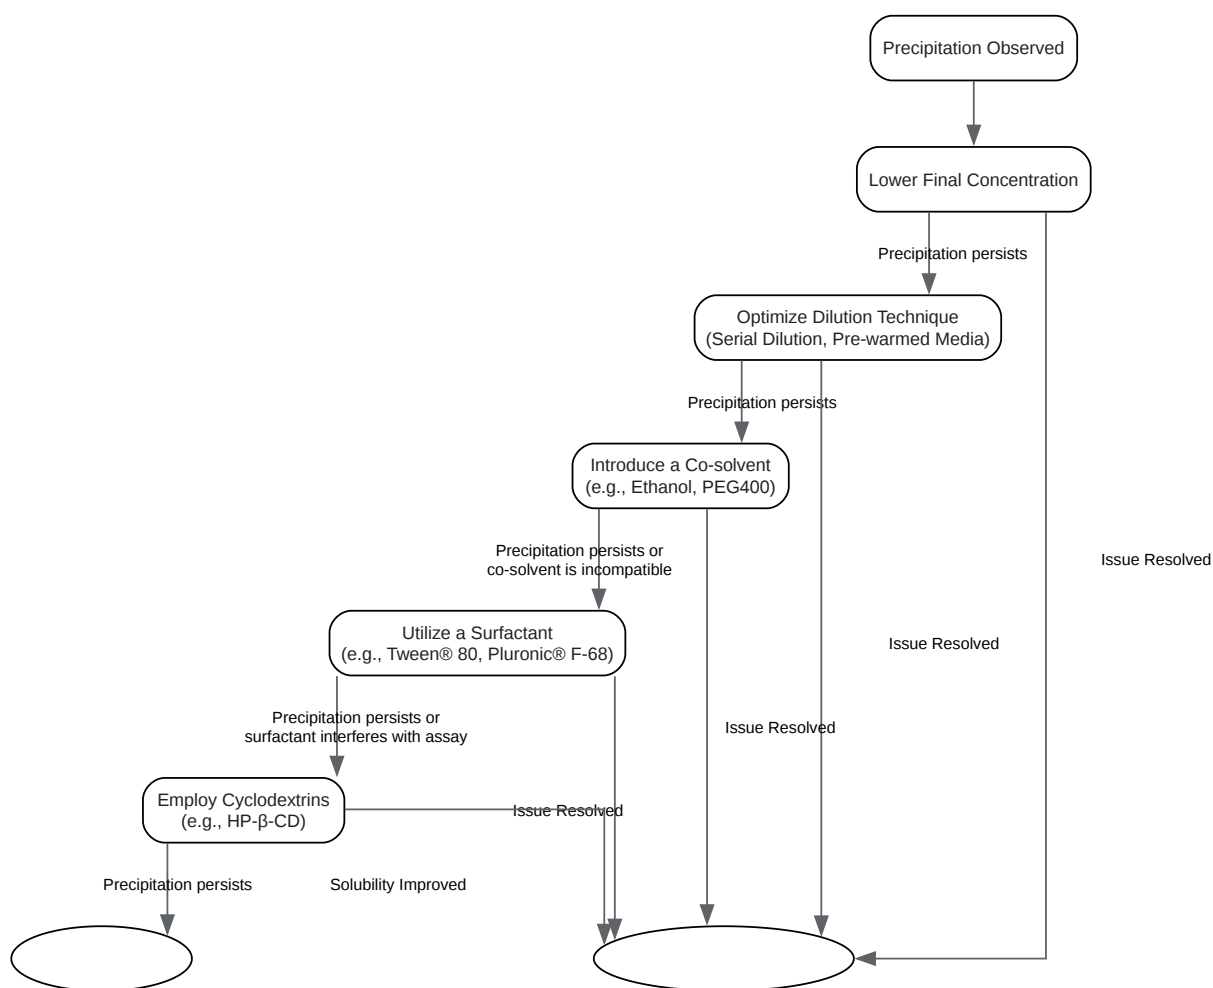 Precipitation Observed
Lower Final Concentration
Precipitation persists
Optimize Dilution Technique
(Serial Dilution, Pre-warmed Media)
Precipitation persists
Introduce a Co-solvent
(e.g., Ethanol, PEG400)
Precipitation persists or
co-solvent is incompatible
Issue Resolved
Utilize a Surfactant
(e.g., Tween® 80, Pluronic® F-68)
Issue Resolved
Precipitation persists or
surfactant interferes with assay
Issue Resolved
Employ Cyclodextrins
(e.g., HP-β-CD)
Issue Resolved
Precipitation persists
Solubility Improved